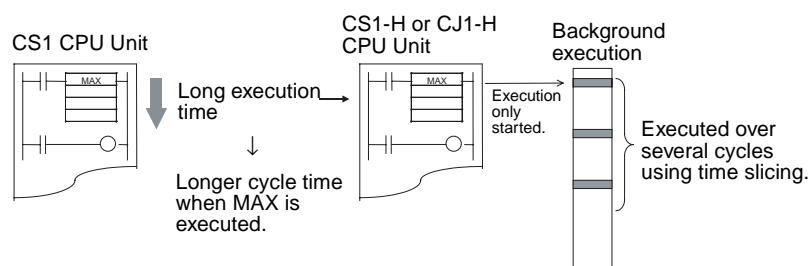 CS1 CPU Unit
MAX
Long execution
time
↓
Longer cycle time
when MAX is
executed.
CS1-H or CJ1-H
CPU Unit
MAX
Execution
only
started.
Background
execution
Executed over
several cycles
using time slicing.